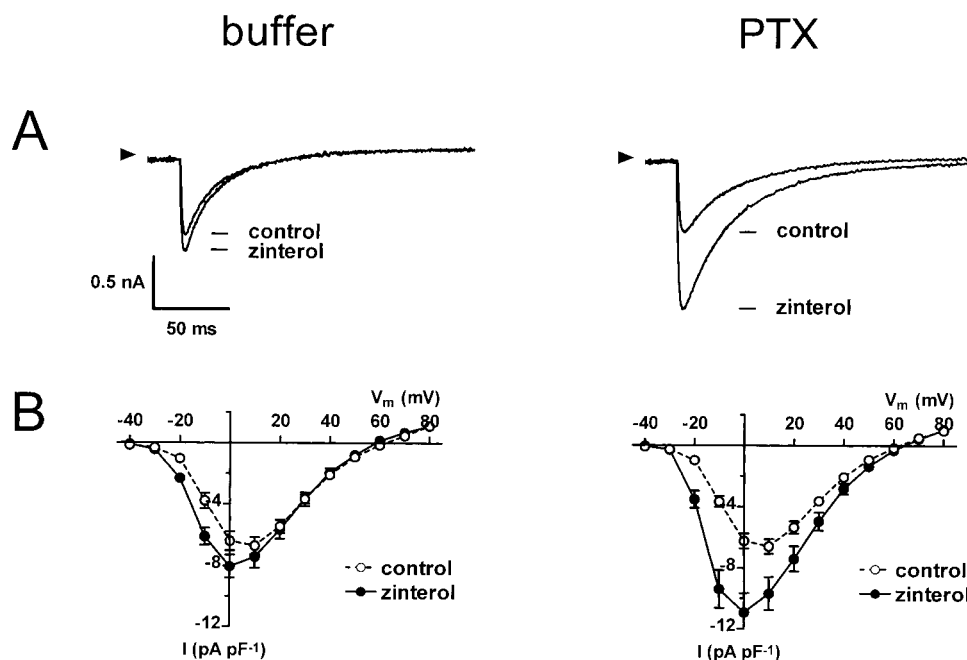 buffer
PTX
A
control
zinterol
0.5 nA
50 ms
control
zinterol
B
Vm (mV)
-40 -20 20 40 60 80
-4
-8
-12
control
zinterol
I (pA pF-1)
Vm (mV)
-40 -20 20 40 60 80
-4
-8
-12
control
zinterol
I (pA pF-1)